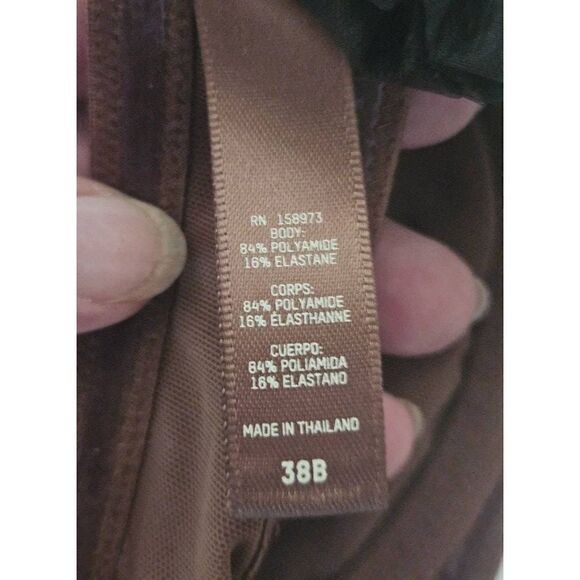 RN 158973
BODY:
84% POLYAMIDE
16% ELASTANE
CORPS:
84% POLYAMIDE
16% ÉLASTHANNE
CUERPO:
84% POLIAMIDA
16% ELASTANO
MADE IN THAILAND
38B